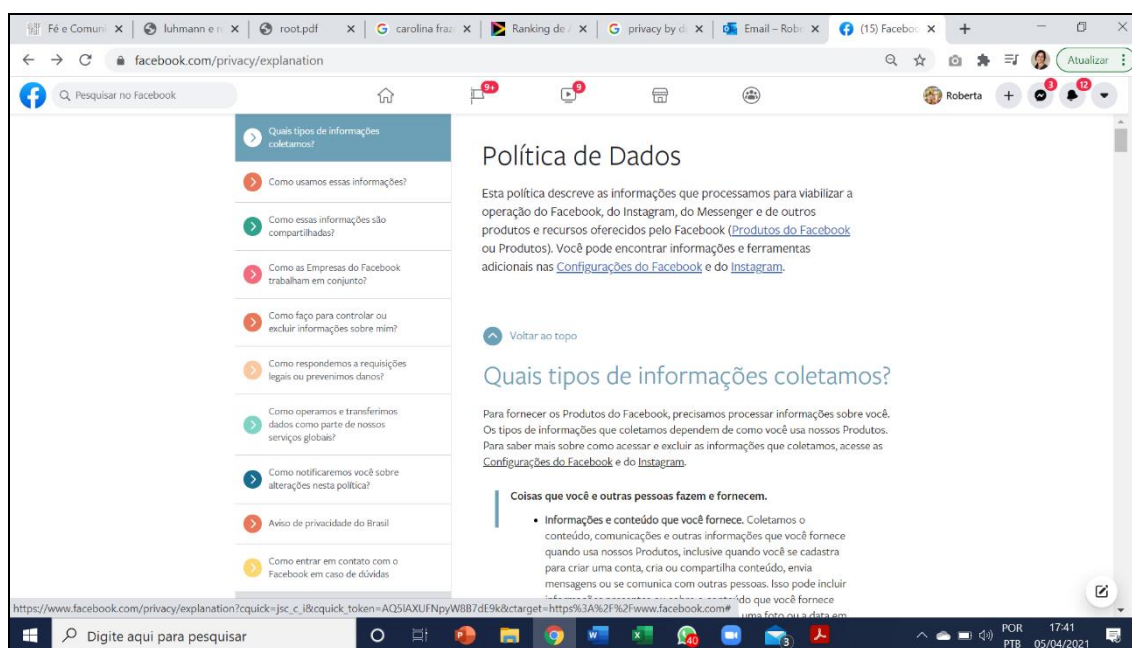 Fé e Comuni
luhmann e n
root.pdf
carolina fraz
Ranking de /
privacy by d
Email – Robe
(15) Faceboo
facebook.com/privacy/explanation
Atualizar
Pesquisar no Facebook
9+
9
Roberta
3
12
Quais tipos de informações
coletamos?
Como usamos essas informações?
Como essas informações são
compartilhadas?
Como as Empresas do Facebook
trabalham em conjunto?
Como faço para controlar ou
excluir informações sobre mim?
Como respondemos a requisições
legais ou prevenimos danos?
Como operamos e transferimos
dados como parte de nossos
serviços globais?
Como notificaremos você sobre
alterações nesta política?
Aviso de privacidade do Brasil
Como entrar em contato com o
Facebook em caso de dúvidas
Política de Dados
Esta política descreve as informações que processamos para viabilizar a
operação do Facebook, do Instagram, do Messenger e de outros
produtos e recursos oferecidos pelo Facebook (Produtos do Facebook
ou Produtos). Você pode encontrar informações e ferramentas
adicionais nas Configurações do Facebook e do Instagram.
Voltar ao topo
Quais tipos de informações coletamos?
Para fornecer os Produtos do Facebook, precisamos processar informações sobre você.
Os tipos de informações que coletamos dependem de como você usa nossos Produtos.
Para saber mais sobre como acessar e excluir as informações que coletamos, acesse as
Configurações do Facebook e do Instagram.
Coisas que você e outras pessoas fazem e fornecem.
• Informações e conteúdo que você fornece. Coletamos o
conteúdo, comunicações e outras informações que você fornece
quando usa nossos Produtos, inclusive quando você se cadastra
para criar uma conta, cria ou compartilha conteúdo, envia
mensagens ou se comunica com outras pessoas. Isso pode incluir
do que você fornece
uma foto ou a data em
https://www.facebook.com/privacy/explanation?cquick=jsc_c_i&cquick_token=AQ5IAXUFNpyW8B7dE9k&ctarget=https%3A%2F%2Fwww.facebook.com#
Digite aqui para pesquisar
40
3
POR
PTB
17:41
05/04/2021